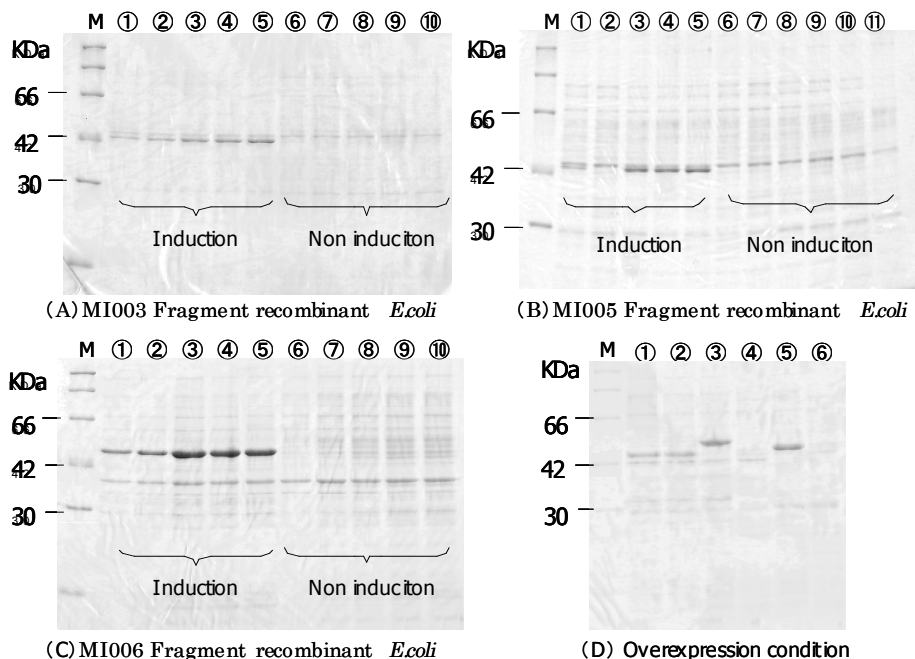 M ① ② ③ ④ ⑤ ⑥ ⑦ ⑧ ⑨ ⑩
KDa
66
42
30
Induction
Non induciton
(A) MI003 Fragment recombinant E.coli
M ① ② ③ ④ ⑤ ⑥ ⑦ ⑧ ⑨ ⑩ ⑪
KDa
66
42
30
Induction
Non induciton
(B) MI005 Fragment recombinant E.coli
M ① ② ③ ④ ⑤ ⑥ ⑦ ⑧ ⑨ ⑩
KDa
66
42
30
Induction
Non induciton
(C) MI006 Fragment recombinant E.coli
M ① ② ③ ④ ⑤ ⑥
KDa
66
42
30
(D) Overexpression condition